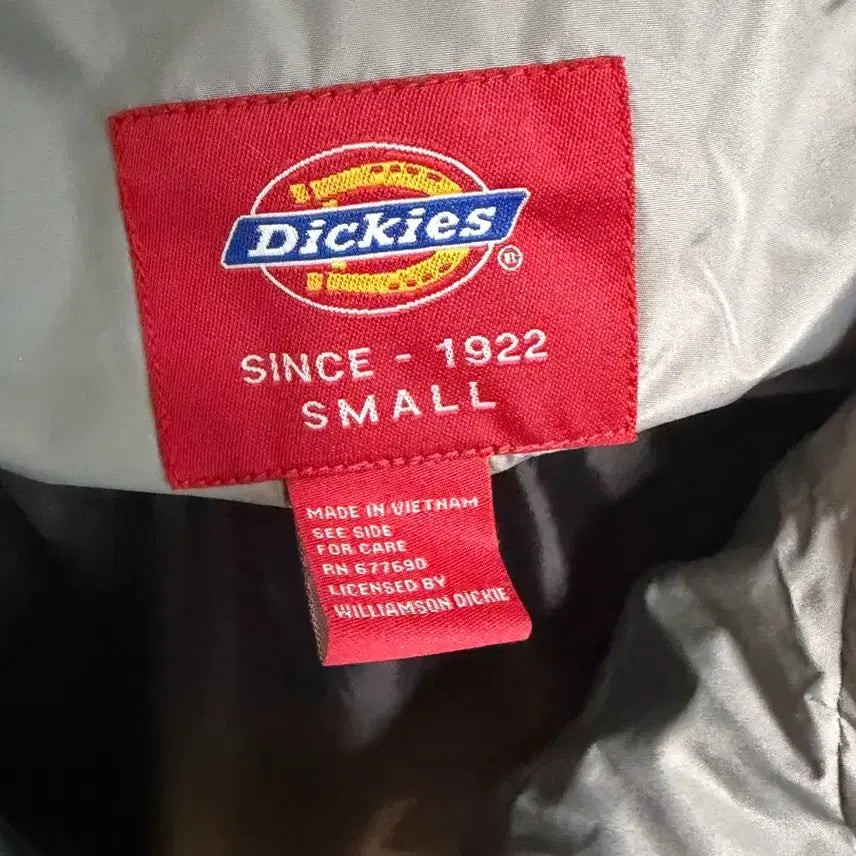 Dickies®
SINCE - 1922
SMALL
MADE IN VIETNAM
SEE SIDE
FOR CARE
RN 677690
LICENSED BY
WILLIAMSON DICKIE